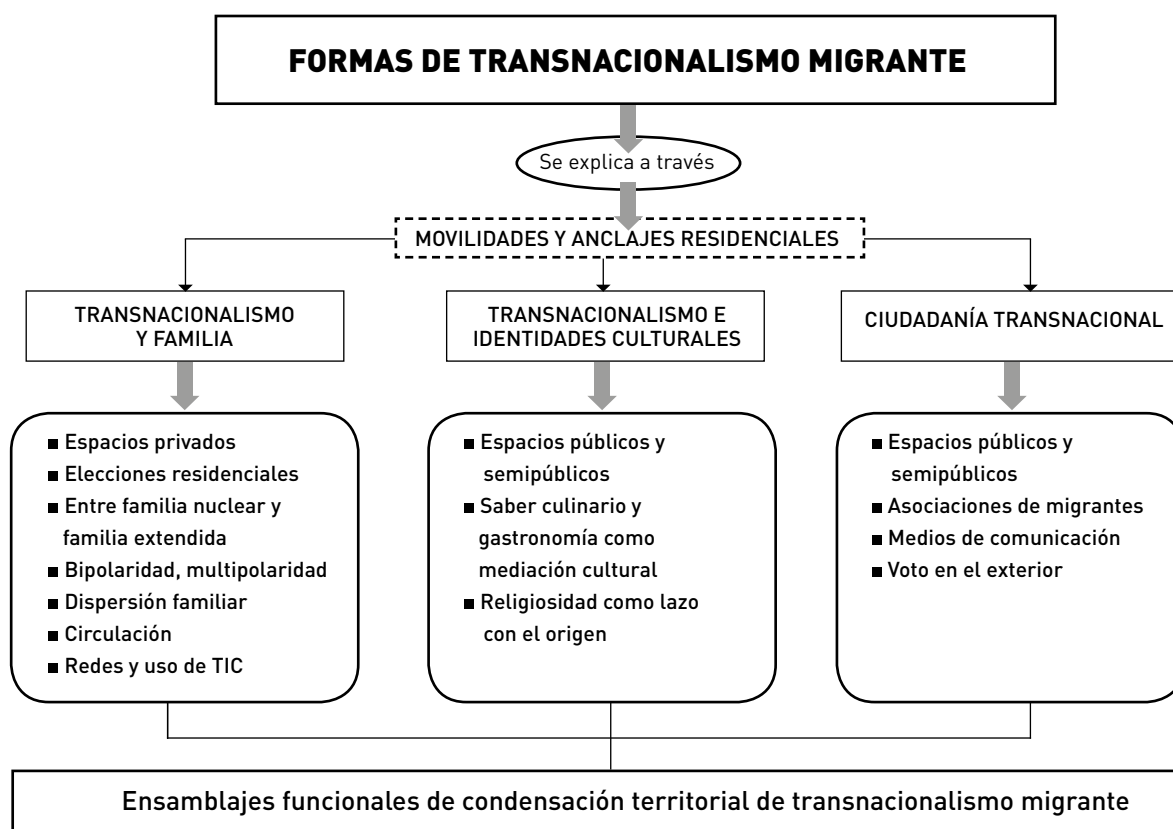 FORMAS DE TRANSNACIONALISMO MIGRANTE
Se explica a través
MOVILIDADES Y ANCLAJES RESIDENCIALES
TRANSNACIONALISMO
Y FAMILIA
■ Espacios privados
■ Elecciones residenciales
■ Entre familia nuclear y
familia extendida
■ Bipolaridad, multipolaridad
■ Dispersión familiar
■ Circulación
■ Redes y uso de TIC
TRANSNACIONALISMO E
IDENTIDADES CULTURALES
■ Espacios públicos y
semipúblicos
■ Saber culinario y
gastronomía como
mediación cultural
■ Religiosidad como lazo
con el origen
CIUDADANÍA TRANSNACIONAL
■ Espacios públicos y
semipúblicos
■ Asociaciones de migrantes
■ Medios de comunicación
■ Voto en el exterior
Ensamblajes funcionales de condensación territorial de transnacionalismo migrante